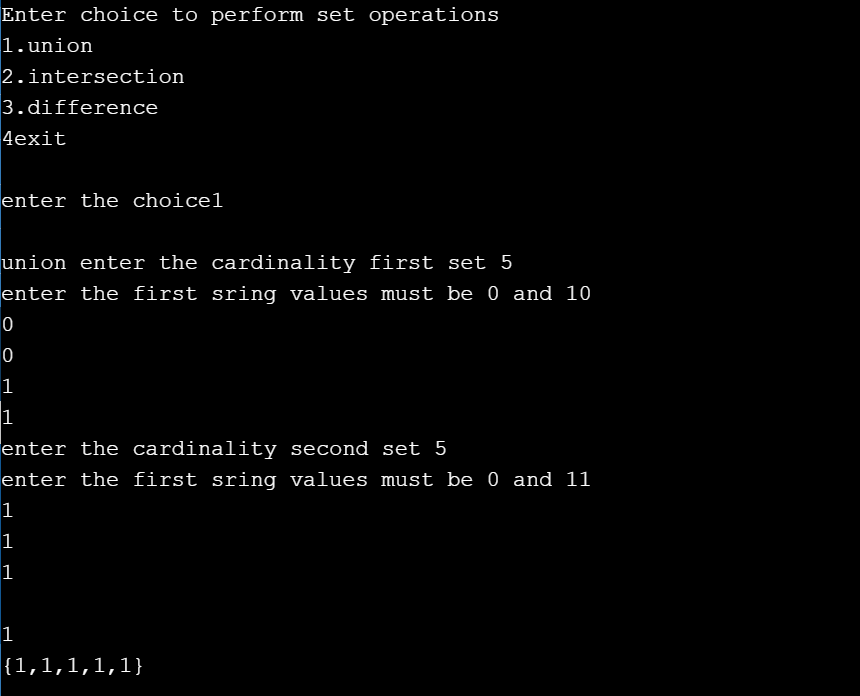 Enter choice to perform set operations
1.union
2.intersection
3.difference
4exit
enter the choice1
union enter the cardinality first set 5
enter the first sring values must be 0 and 10
0
0
1
1
enter the cardinality second set 5
enter the first sring values must be 0 and 11
1
1
1
1
{1,1,1,1,1}